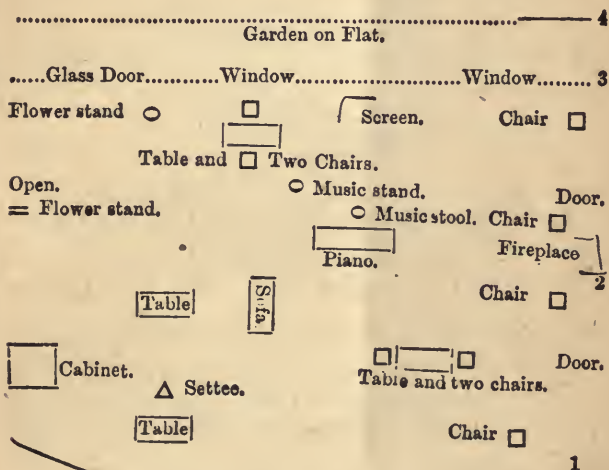 4
Garden on Flat.
Glass Door Window Window 3
Flower stand Screen. Chair
Table and Two Chairs.
Open. Music stand. Door.
Flower stand. Music stool. Chair
Fireplace
Piano.
2
Table Sofa. Chair
Cabinet. Door.
Table and two chairs.
Settee.
Table Chair
1